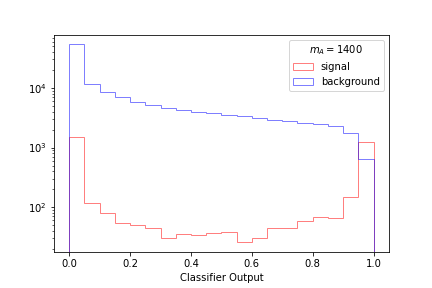 m_A = 1400
signal
background
10^4
10^3
10^2
0.0 0.2 0.4 0.6 0.8 1.0
Classifier Output